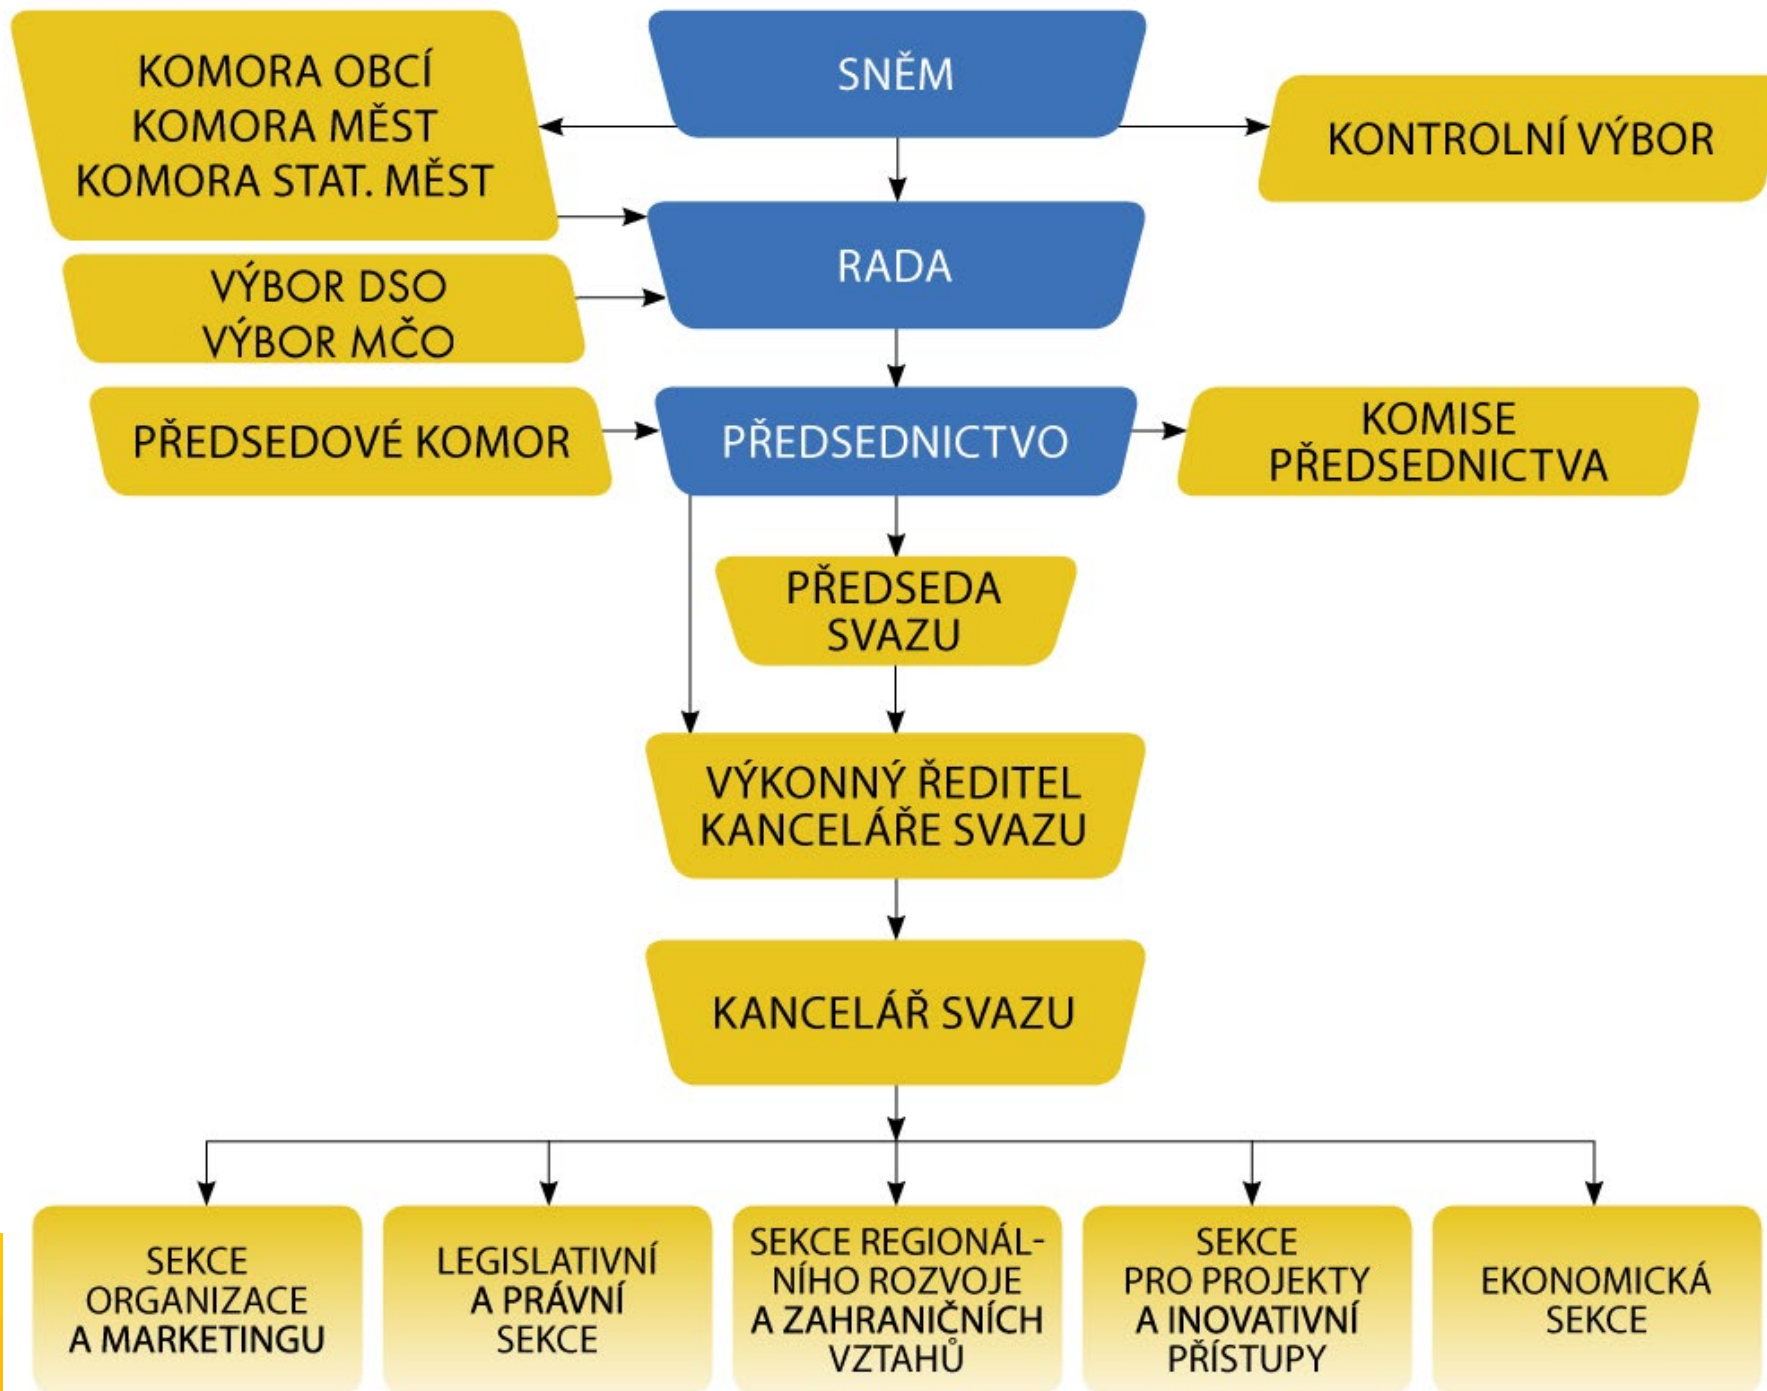 KOMORA OBCÍ
KOMORA MĚST
KOMORA STAT. MĚST
SNĚM
KONTROLNÍ VÝBOR
RADA
VÝBOR DSO
VÝBOR MČO
PŘEDSEDOVÉ KOMOR
PŘEDSEDNICTVO
KOMISE
PŘEDSEDNICTVA
PŘEDSEDA
SVAZU
VÝKONNÝ ŘEDITEL
KANCELÁŘE SVAZU
KANCELÁŘ SVAZU
SEKCE
ORGANIZACE
A MARKETINGU
LEGISLATIVNÍ
A PRÁVNÍ
SEKCE
SEKCE REGIONÁL-
NÍHO ROZVOJE
A ZAHRANIČNÍCH
VZTAHŮ
SEKCE
PRO PROJEKTY
A INOVATIVNÍ
PŘÍSTUPY
EKONOMICKÁ
SEKCE